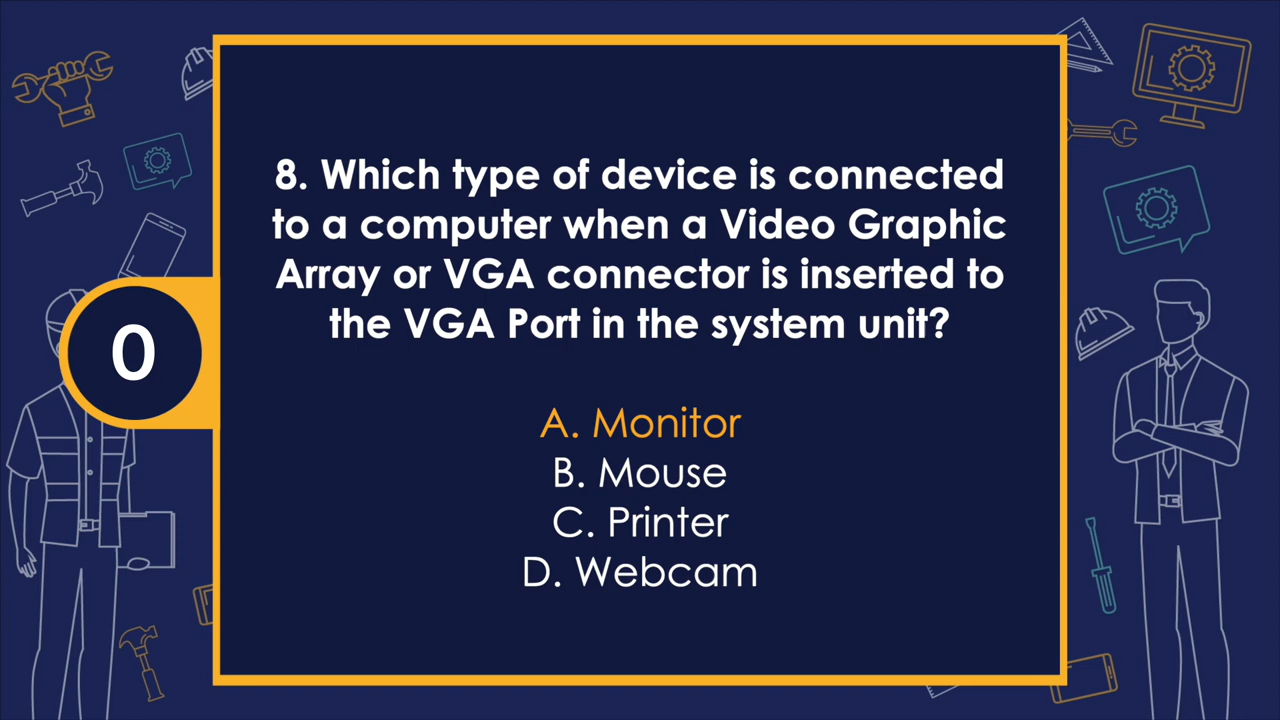 8. Which type of device is connected
to a computer when a Video Graphic
Array or VGA connector is inserted to
the VGA Port in the system unit?
0
A. Monitor
B. Mouse
C. Printer
D. Webcam